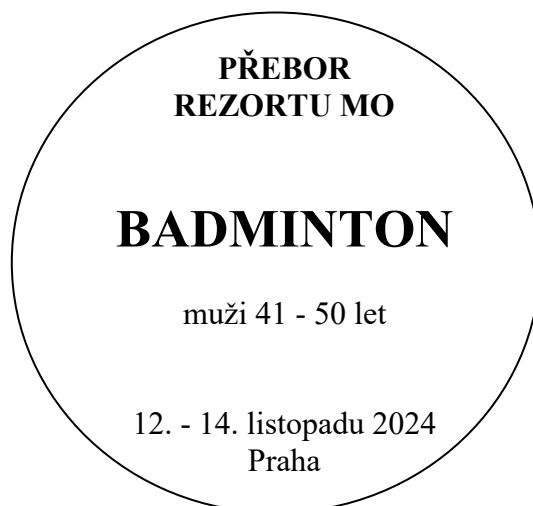 PŘEBOR
REZORTU MO
BADMINTON
muži 41 - 50 let
12. - 14. listopadu 2024
Praha